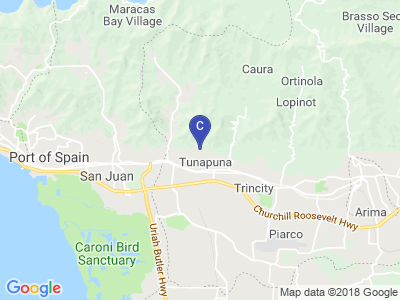 Maracas
Bay Village
Brasso Sec
Village
Caura
Ortinola
Lopinot
C
Port of Spain
Tunapuna
San Juan
Trincity
Churchill Roosevelt Hwy
Arima
Piarco
Uriah Butler Hwy
Caroni Bird
Sanctuary
Google
Map data ©2018 Google